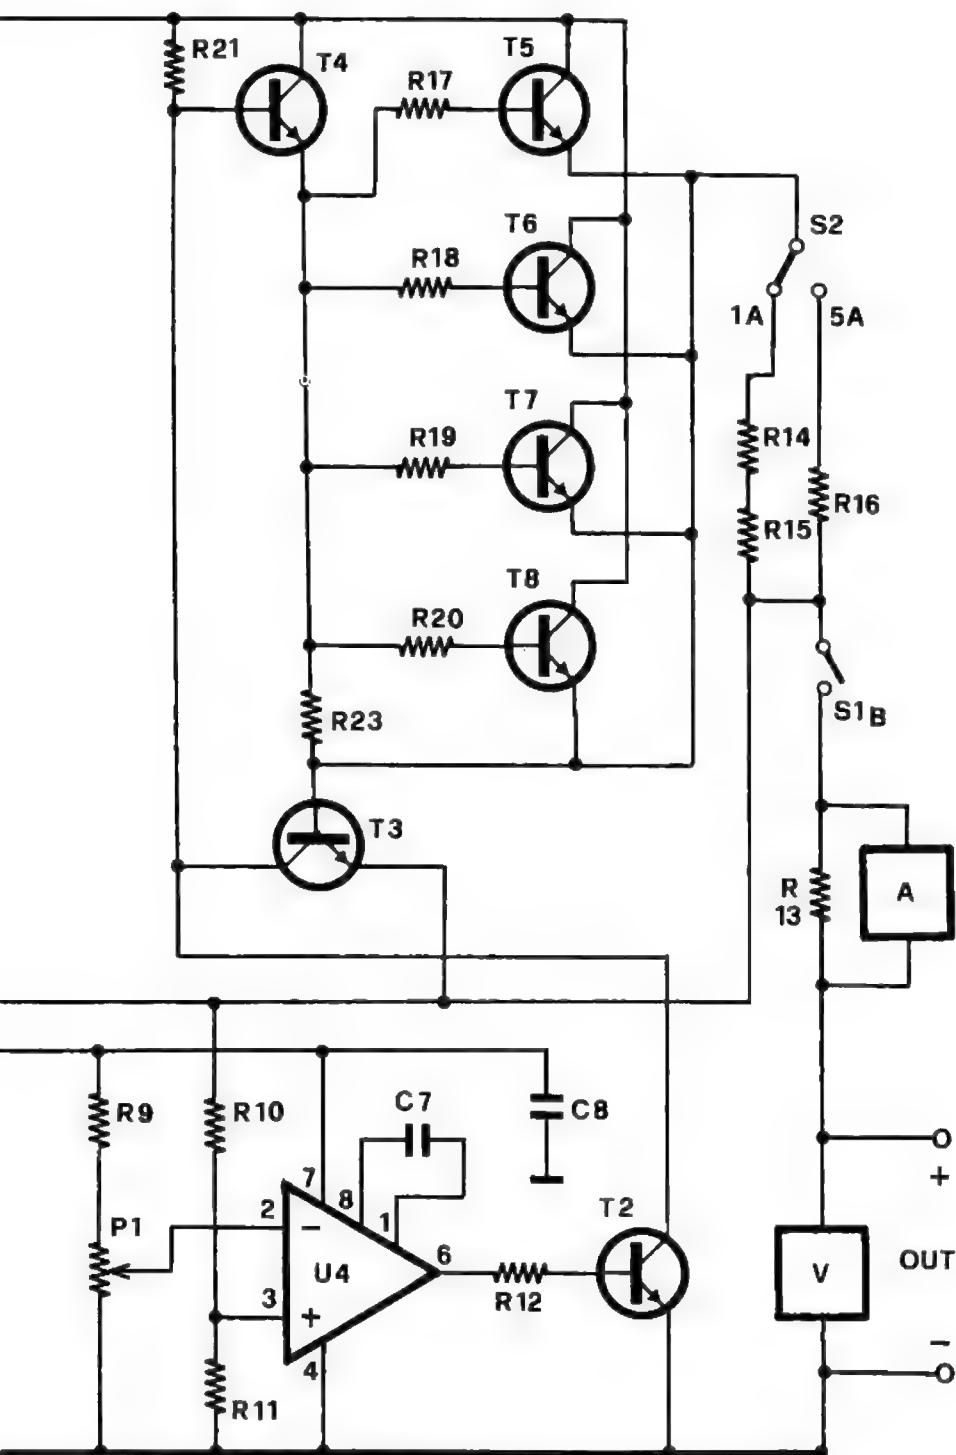 R21
T4
T5
R17
T6
S2
R18
1A
5A
T7
R19
R14
R16
R15
T8
R20
R23
S1B
T3
R
13
A
C7
R9
R10
C8
7
8
2
1
T2
P1
–
6
U4
V
OUT
+
3
+
R12
4
–
R11